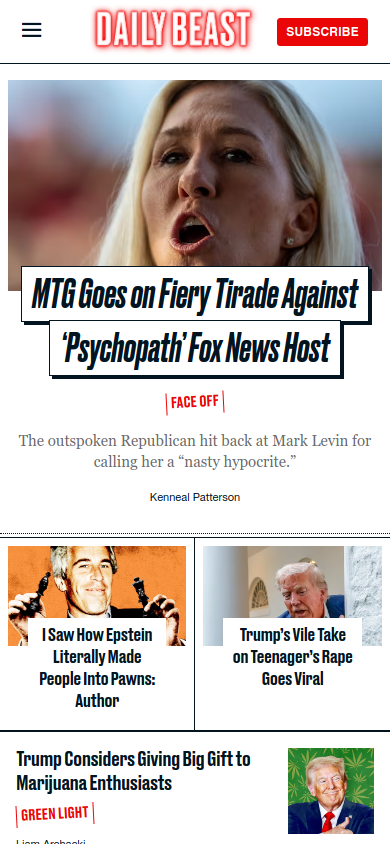 DAILY BEAST
SUBSCRIBE
MTG Goes on Fiery Tirade Against
‘Psychopath’ Fox News Host
FACE OFF
The outspoken Republican hit back at Mark Levin for
calling her a “nasty hypocrite.”
Kenneal Patterson
I Saw How Epstein
Literally Made
People Into Pawns:
Author
Trump’s Vile Take
on Teenager’s Rape
Goes Viral
Trump Considers Giving Big Gift to
Marijuana Enthusiasts
GREEN LIGHT